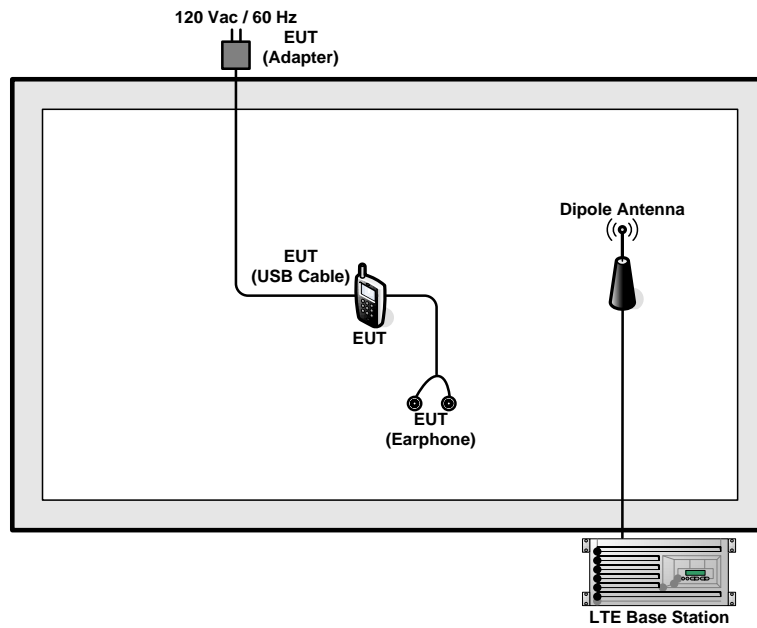 120 Vac / 60 Hz
EUT
(Adapter)
Dipole Antenna
EUT
(USB Cable)
EUT
EUT
(Earphone)
LTE Base Station